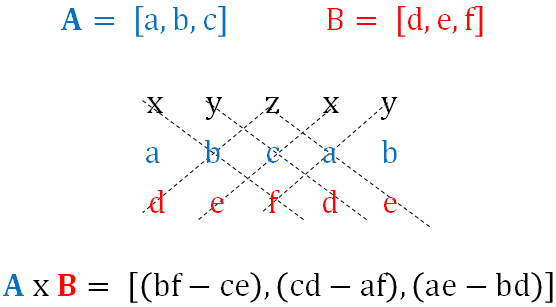 A = [a, b, c] B = [d, e, f]
x y z x y
a b c a b
d e f d e
A x B = [(bf − ce), (cd − af), (ae − bd)]